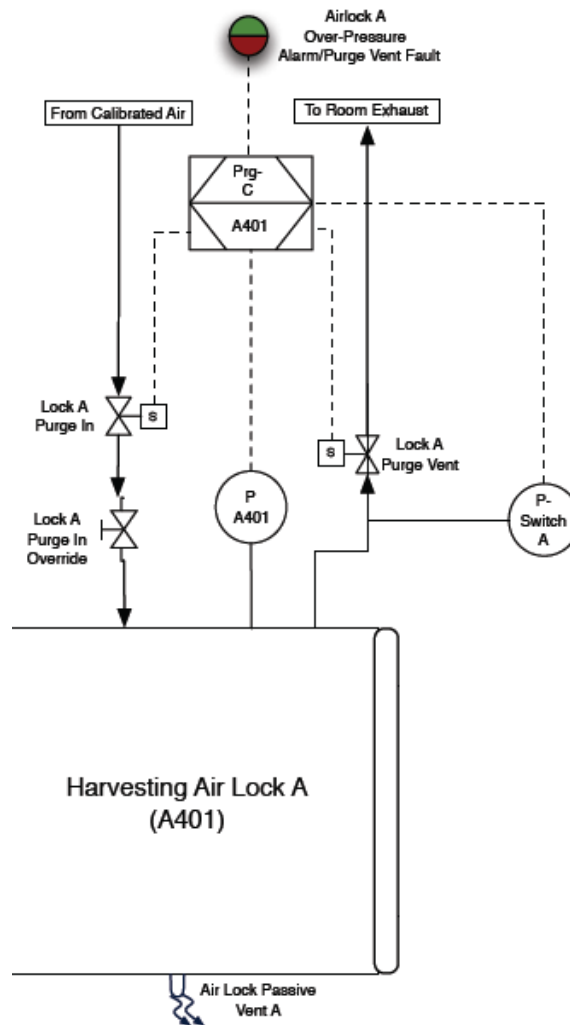 Airlock A
Over-Pressure
Alarm/Purge Vent Fault
From Calibrated Air
To Room Exhaust
Prg-
C
A401
Lock A
Purge In
S
S
Lock A
Purge Vent
P
A401
P-
Switch
A
Lock A
Purge In
Override
Harvesting Air Lock A
(A401)
Air Lock Passive
Vent A